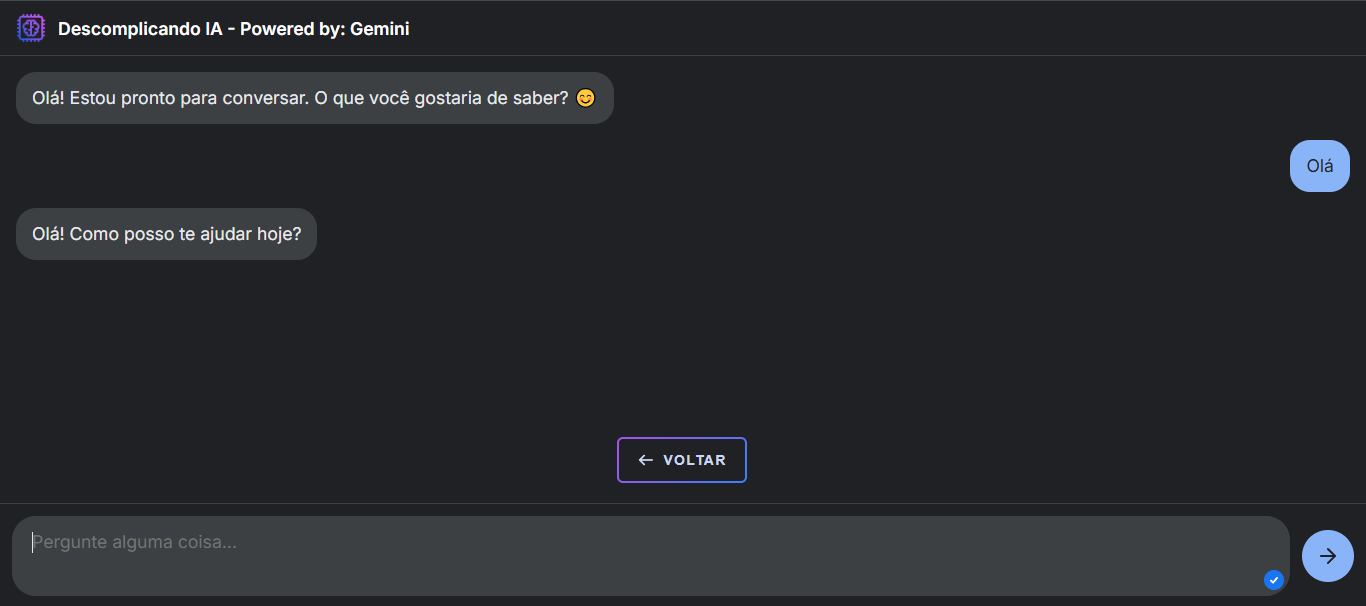 Descomplicando IA - Powered by: Gemini
Olá! Estou pronto para conversar. O que você gostaria de saber? 😊
Olá
Olá! Como posso te ajudar hoje?
← VOLTAR
Pergunte alguma coisa...